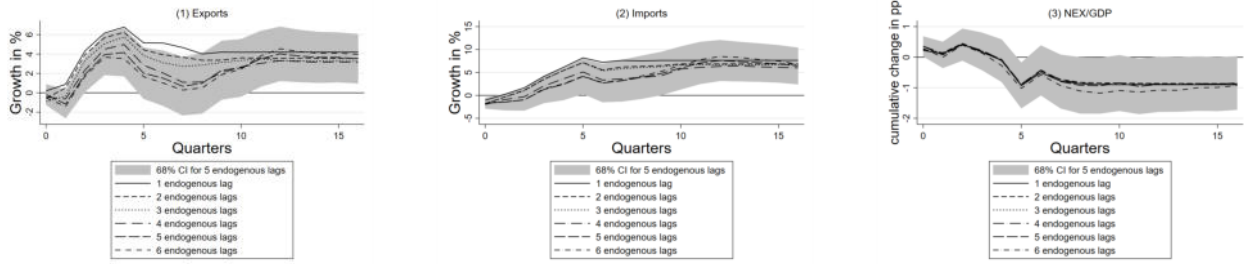 (1) Exports
Growth in %
6
4
2
0
-2
0 5 10 15
Quarters
68% CI for 5 endogenous lags
1 endogenous lag
2 endogenous lags
3 endogenous lags
4 endogenous lags
5 endogenous lags
6 endogenous lags
(2) Imports
Growth in %
15
10
5
0
-5
0 5 10 15
Quarters
68% CI for 5 endogenous lags
1 endogenous lag
2 endogenous lags
3 endogenous lags
4 endogenous lags
5 endogenous lags
6 endogenous lags
(3) NEX/GDP
cumulative change in pp
1
0
-1
-2
0 5 10 15
Quarters
68% CI for 5 endogenous lags
1 endogenous lag
2 endogenous lags
3 endogenous lags
4 endogenous lags
5 endogenous lags
6 endogenous lags